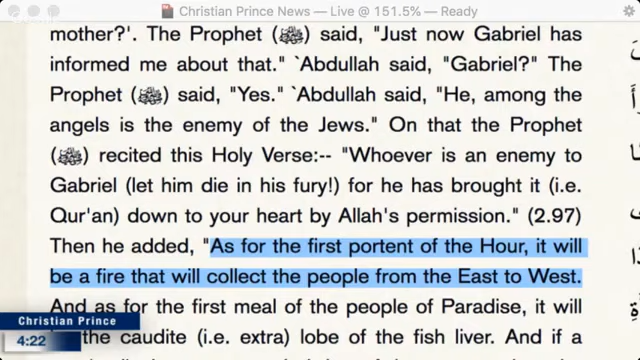 Christian Prince News — Live @ 151.5% — Ready
mother?'. The Prophet (ﷺ) said, "Just now Gabriel has
informed me about that." `Abdullah said, "Gabriel?" The
Prophet (ﷺ) said, "Yes." `Abdullah said, "He, among the
angels is the enemy of the Jews." On that the Prophet
(ﷺ) recited this Holy Verse:-- "Whoever is an enemy to
Gabriel (let him die in his fury!) for he has brought it (i.e.
Qur'an) down to your heart by Allah's permission." (2.97)
Then he added, "As for the first portent of the Hour, it will
be a fire that will collect the people from the East to West.
And as for the first meal of the people of Paradise, it will
the caudite (i.e. extra) lobe of the fish liver. And if a
Christian Prince
4:22